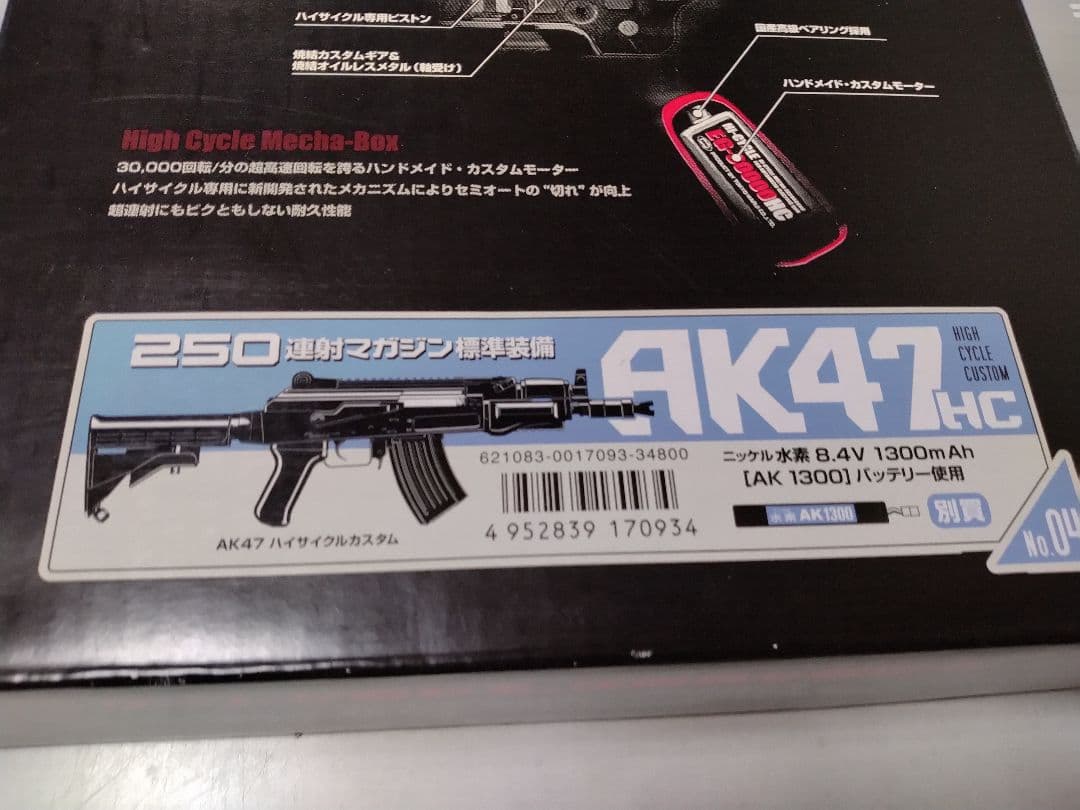 ハイサイクル専用ピストン
焼結カスタムギア&
焼結オイルレスメタル(軸受け)
国産高級ベアリング採用
ハンドメイド・カスタムモーター
Hi-CYCLE
EG-30000HC
High Cycle Mecha-Box
30,000回転/分の超高速回転を誇るハンドメイド・カスタムモーター
ハイサイクル専用に新開発されたメカニズムによりセミオートの"切れ"が向上
超連射にもビクともしない耐久性能
250連射マガジン標準装備
AK47HC
HIGH
CYCLE
CUSTOM
621083-0017093-34800
4 952839 170934
AK47 ハイサイクルカスタム
ニッケル水素 8.4V 1300mAh
[AK 1300] バッテリー使用
水素 AK1300
別買
No.04